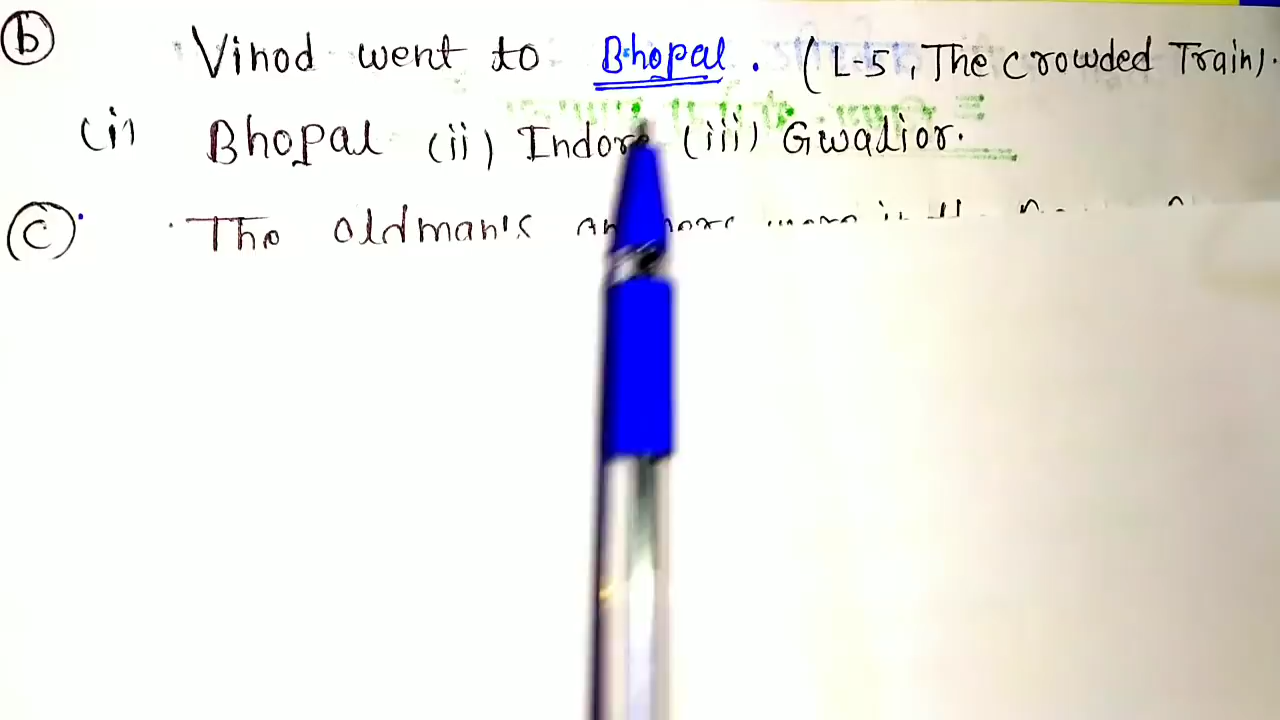 (b) Vinod went to Bhopal. (L-5, The crowded Train).
(i) Bhopal (ii) Indore (iii) Gwalior.
(c) The oldman's